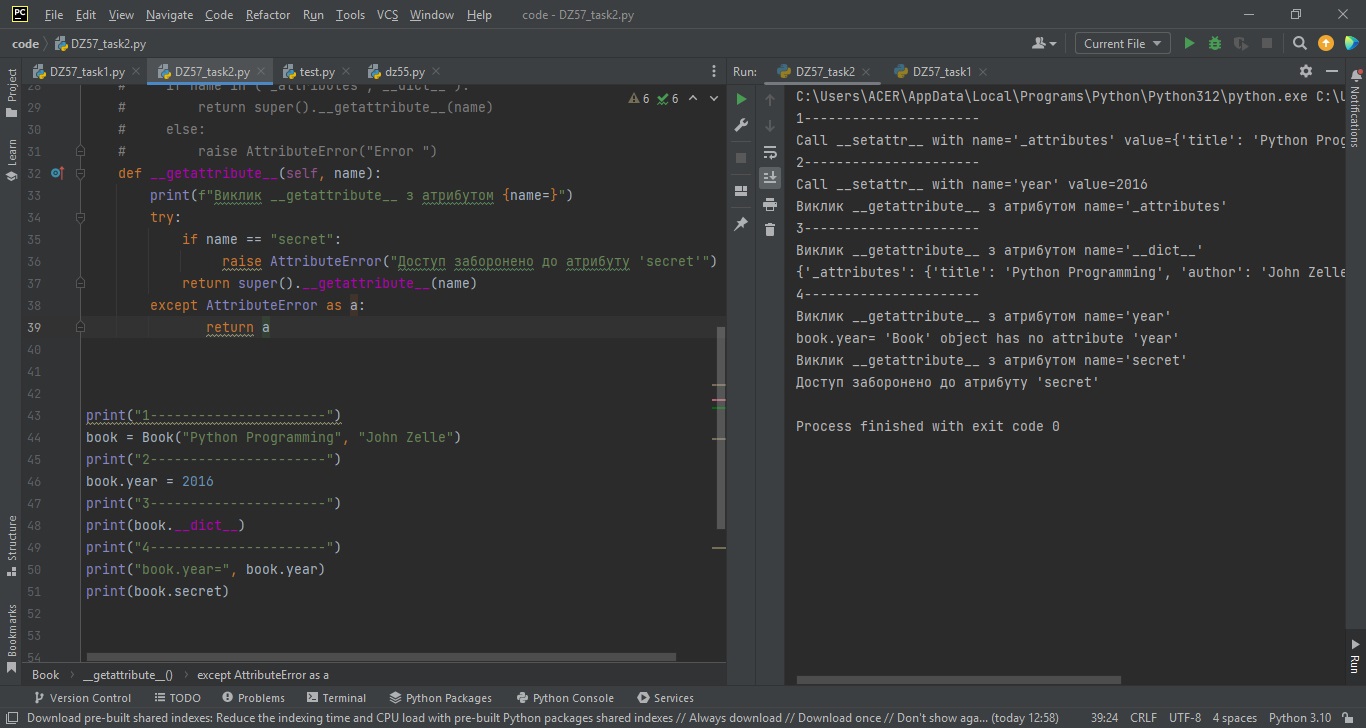 PC File Edit View Navigate Code Refactor Run Tools VCS Window Help code - DZ57_task2.py
code DZ57_task2.py Current File
DZ57_task1.py DZ57_task2.py test.py dz55.py
Run: DZ57_task2 DZ57_task1
Project
Learn
Structure
Bookmarks
Notifications
Run
6 6
28 # if name in ('_attributes', '__dict__'):
29 # return super().__getattribute__(name)
30 # else:
31 # raise AttributeError("Error ")
32 def __getattribute__(self, name):
33 print(f"Виклик __getattribute__ з атрибутом {name=}")
34 try:
35 if name == "secret":
36 raise AttributeError("Доступ заборонено до атрибуту 'secret'")
37 return super().__getattribute__(name)
38 except AttributeError as a:
39 return a
40
41
42
43 print("1----------------------")
44 book = Book("Python Programming", "John Zelle")
45 print("2----------------------")
46 book.year = 2016
47 print("3----------------------")
48 print(book.__dict__)
49 print("4----------------------")
50 print("book.year=", book.year)
51 print(book.secret)
52
53
54
Book __getattribute__() except AttributeError as a
C:\Users\ACER\AppData\Local\Programs\Python\Python312\python.exe C:\U
1----------------------
Call __setattr__ with name='_attributes' value={'title': 'Python Prog
2----------------------
Call __setattr__ with name='year' value=2016
Виклик __getattribute__ з атрибутом name='_attributes'
3----------------------
Виклик __getattribute__ з атрибутом name='__dict__'
{'_attributes': {'title': 'Python Programming', 'author': 'John Zelle
4----------------------
Виклик __getattribute__ з атрибутом name='year'
book.year= 'Book' object has no attribute 'year'
Виклик __getattribute__ з атрибутом name='secret'
Доступ заборонено до атрибуту 'secret'
Process finished with exit code 0
Version Control TODO Problems Terminal Python Packages Python Console Services
Download pre-built shared indexes: Reduce the indexing time and CPU load with pre-built Python packages shared indexes // Always download // Download once // Don't show aga... (today 12:58) 39:24 CRLF UTF-8 4 spaces Python 3.10